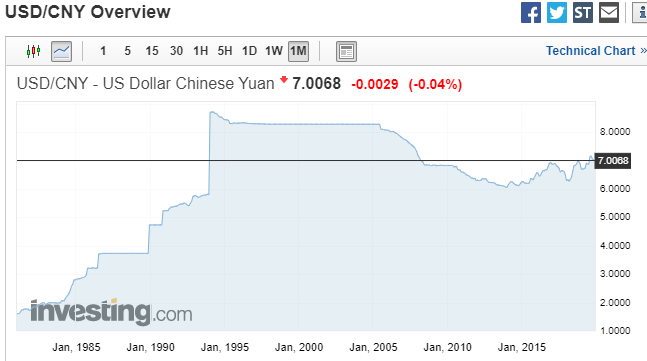 USD/CNY Overview
ST
1 5 15 30 1H 5H 1D 1W 1M
Technical Chart »
USD/CNY - US Dollar Chinese Yuan 7.0068 -0.0029 (-0.04%)
8.0000
7.0068
6.0000
5.0000
4.0000
3.0000
2.0000
1.0000
investing.com
Jan, 1985 Jan, 1990 Jan, 1995 Jan, 2000 Jan, 2005 Jan, 2010 Jan, 2015